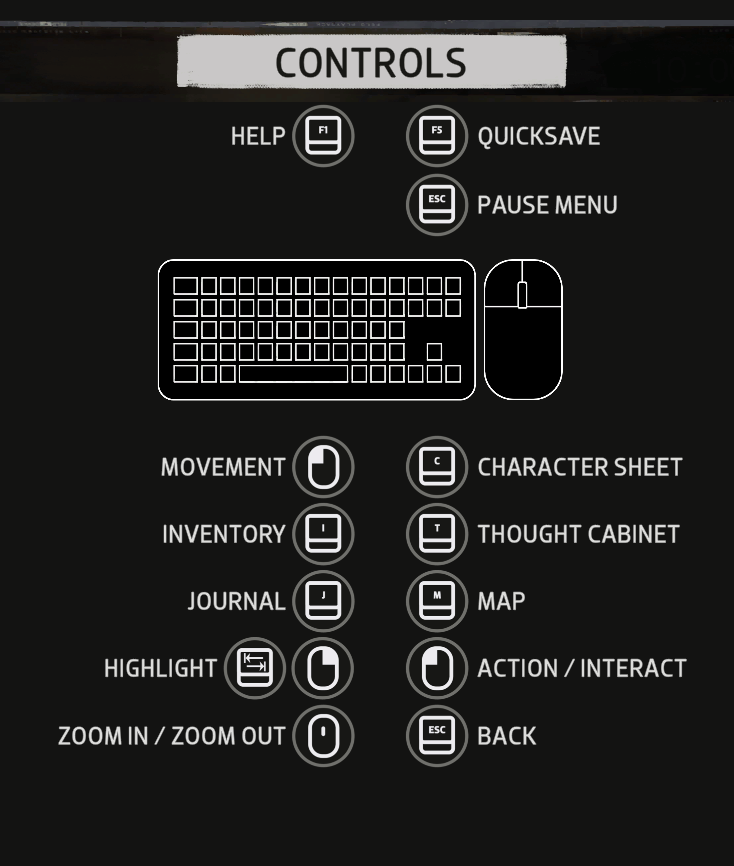 CONTROLS
HELP F1 F5 QUICKSAVE
ESC PAUSE MENU
MOVEMENT C CHARACTER SHEET
INVENTORY I T THOUGHT CABINET
JOURNAL J M MAP
HIGHLIGHT ACTION / INTERACT
ZOOM IN / ZOOM OUT ESC BACK